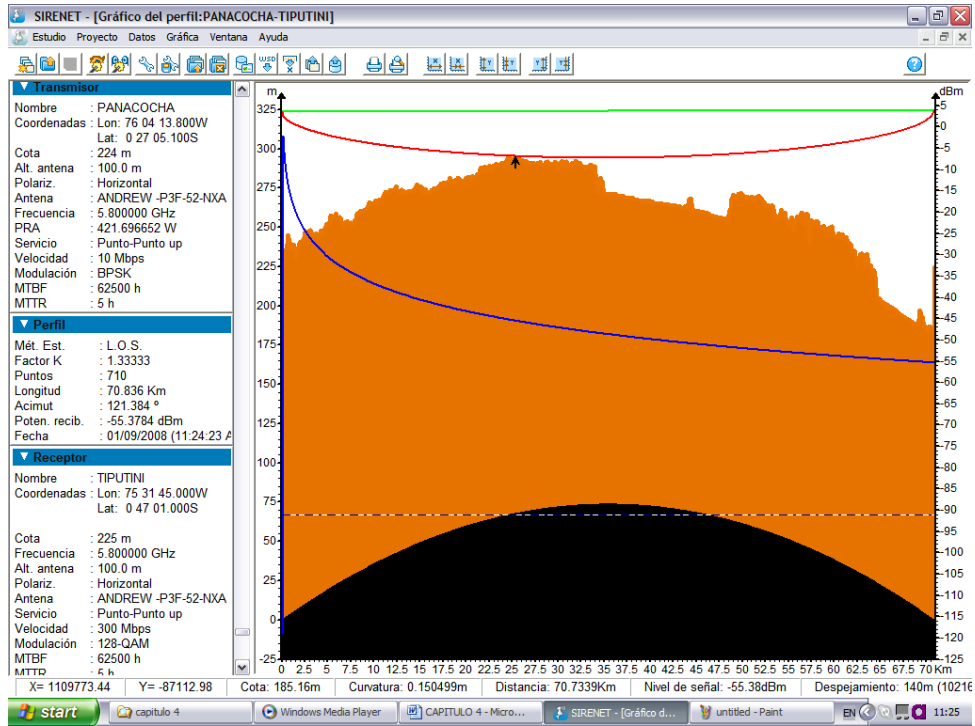 SIRENET - [Gráfico del perfil:PANACOCHA-TIPUTINI]
Estudio Proyecto Datos Gráfica Ventana Ayuda
Transmisor
Nombre : PANACOCHA
Coordenadas : Lon: 76 04 13.800W
Lat: 0 27 05.100S
Cota : 224 m
Alt. antena : 100.0 m
Polariz. : Horizontal
Antena : ANDREW -P3F-52-NXA
Frecuencia : 5.800000 GHz
PRA : 421.696652 W
Servicio : Punto-Punto up
Velocidad : 10 Mbps
Modulación : BPSK
MTBF : 62500 h
MTTR : 5 h
Perfil
Mét. Est. : L.O.S.
Factor K : 1.33333
Puntos : 710
Longitud : 70.836 Km
Acimut : 121.384 º
Poten. recib. : -55.3784 dBm
Fecha : 01/09/2008 (11:24:23 A
Receptor
Nombre : TIPUTINI
Coordenadas : Lon: 75 31 45.000W
Lat: 0 47 01.000S
Cota : 225 m
Frecuencia : 5.800000 GHz
Alt. antena : 100.0 m
Polariz. : Horizontal
Antena : ANDREW -P3F-52-NXA
Servicio : Punto-Punto up
Velocidad : 300 Mbps
Modulación : 128-QAM
MTBF : 62500 h
MTTR : 5 h
m
325
300
275
250
225
200
175
150
125
100
75
50
25
0
-25
dBm
5
0
-5
-10
-15
-20
-25
-30
-35
-40
-45
-50
-55
-60
-65
-70
-75
-80
-85
-90
-95
-100
-105
-110
-115
-120
-125
0 2.5 5 7.5 10 12.5 15 17.5 20 22.5 25 27.5 30 32.5 35 37.5 40 42.5 45 47.5 50 52.5 55 57.5 60 62.5 65 67.5 70 Km
X= 1109773.44 Y= -87112.98 Cota: 185.16m Curvatura: 0.150499m Distancia: 70.7339Km Nivel de señal: -55.38dBm Despejamiento: 140m (10216
start capitulo 4 Windows Media Player CAPITULO 4 - Micro... SIRENET - [Gráfico d... untitled - Paint EN 11:25